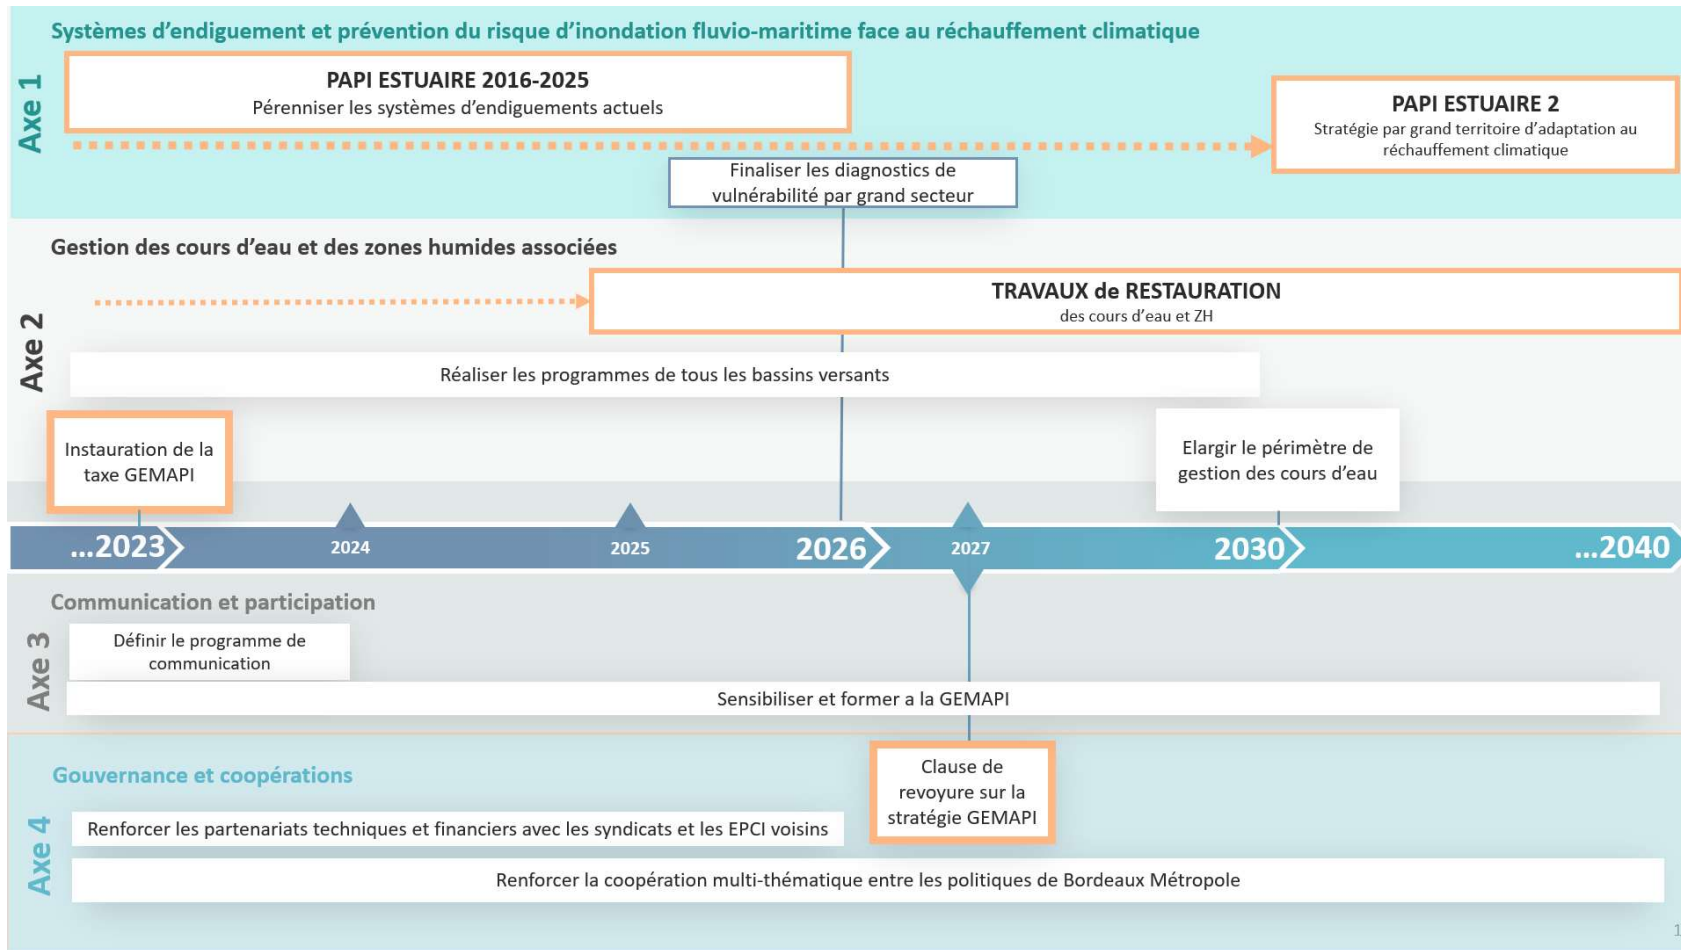 Systèmes d'endiguement et prévention du risque d'inondation fluvio-maritime face au réchauffement climatique
Axe 1
PAPI ESTUAIRE 2016-2025
Pérenniser les systèmes d'endiguements actuels
PAPI ESTUAIRE 2
Stratégie par grand territoire d'adaptation au
réchauffement climatique
Finaliser les diagnostics de
vulnérabilité par grand secteur
Gestion des cours d'eau et des zones humides associées
Axe 2
TRAVAUX de RESTAURATION
des cours d'eau et ZH
Réaliser les programmes de tous les bassins versants
Instauration de la
taxe GEMAPI
Elargir le périmètre de
gestion des cours d'eau
...2023
2024
2025
2026
2027
2030
...2040
Communication et participation
Axe 3
Définir le programme de
communication
Sensibiliser et former a la GEMAPI
Gouvernance et coopérations
Axe 4
Clause de
revoyure sur la
stratégie GEMAPI
Renforcer les partenariats techniques et financiers avec les syndicats et les EPCI voisins
Renforcer la coopération multi-thématique entre les politiques de Bordeaux Métropole
1